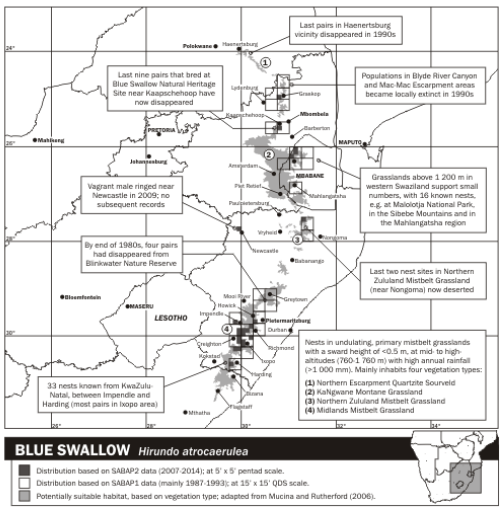 Last pairs in Haenertsburg
vicinity disappeared in 1990s
Polokwane
Haenertsburg
24°
1
Last nine pairs that bred at
Blue Swallow Natural Heritage
Site near Kaapschehoop have
now disappeared
Populations in Blyde River Canyon
and Mac-Mac Escarpment areas
became locally extinct in 1990s
Lydenburg
Graskop
Kaapschehoop
Mbombela
Barberton
PRETORIA
Mahikeng
MAPUTO
Johannesburg
2
Amersfoort
MBABANE
Piet Retief
Mahlangatsha
Paulpietersburg
Grasslands above 1 200 m in
western Swaziland support small
numbers, with 16 known nests,
e.g. at Malolotja National Park,
in the Sibebe Mountains and in
the Mahlangatsha region
Vagrant male ringed near
Newcastle in 2009; no
subsequent records
Vryheid
Nongoma
3
Newcastle
Babanango
By end of 1980s, four pairs
had disappeared from
Blinkwater Nature Reserve
Last two nest sites in Northern
Zululand Mistbelt Grassland
(near Nongoma) now deserted
Bloemfontein
MASERU
LESOTHO
Mooi River
Howick
Greytown
Impendle
Pietermaritzburg
4
Durban
30°
Creighton
Richmond
Kokstad
Ixopo
Harding
Bizana
Flagstaff
Mthatha
33 nests known from KwaZulu-
Natal, between Impendle and
Harding (most pairs in Ixopo area)
Nests in undulating, primary mistbelt grasslands
with a sward height of <0.5 m, at mid- to high-
altitudes (760-1 760 m) with high annual rainfall
(>1 000 mm). Mainly inhabits four vegetation types:
(1) Northern Escarpment Quartzite Sourveld
(2) KaNgwane Montane Grassland
(3) Northern Zululand Mistbelt Grassland
(4) Midlands Mistbelt Grassland
26°
28°
30°
32°
34°
BLUE SWALLOW Hirundo atrocaerulea
Distribution based on SABAP2 data (2007-2014); at 5' x 5' pentad scale.
Distribution based on SABAP1 data (mainly 1987-1993); at 15' x 15' QDS scale.
Potentially suitable habitat, based on vegetation type; adapted from Mucina and Rutherford (2006).